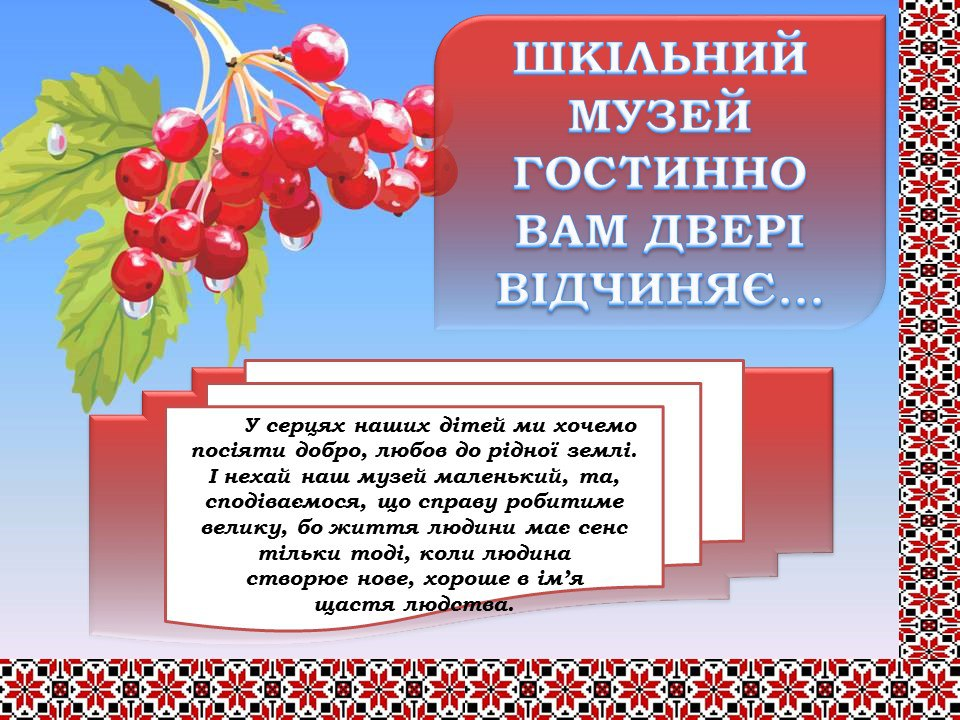 ШКІЛЬНИЙ
МУЗЕЙ
ГОСТИННО
ВАМ ДВЕРІ
ВІДЧИНЯЄ...
У серцях наших дітей ми хочемо
посіяти добро, любов до рідної землі.
І нехай наш музей маленький, та,
сподіваємося, що справу робитиме
велику, бо життя людини має сенс
тільки тоді, коли людина
створює нове, хороше в ім’я
щастя людства.